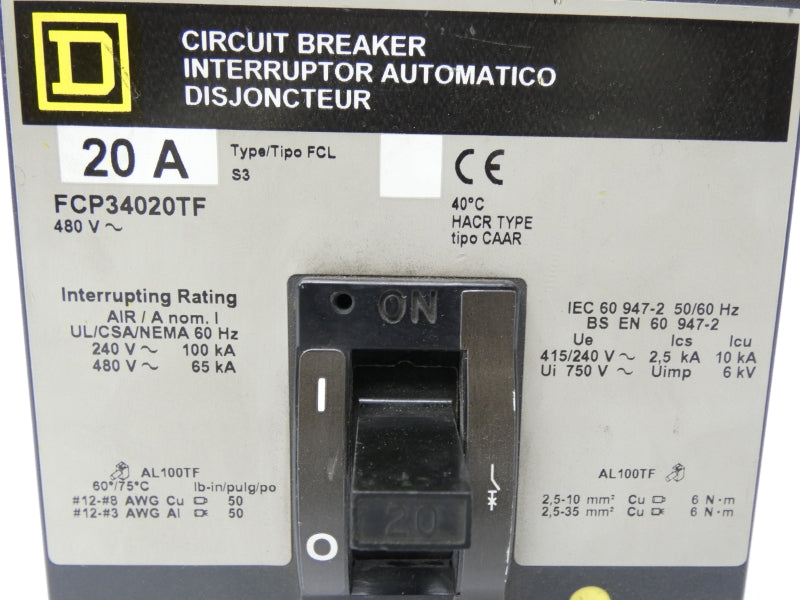 D
CIRCUIT BREAKER
INTERRUPTOR AUTOMATICO
DISJONCTEUR
20 A
Type/Tipo FCL
S3
CE
FCP34020TF
480 V ~
40°C
HACR TYPE
tipo CAAR
Interrupting Rating
AIR / A nom. I
UL/CSA/NEMA 60 Hz
240 V ~ 100 kA
480 V ~ 65 kA
ON
I
O
20
IEC 60 947-2 50/60 Hz
BS EN 60 947-2
Ue Ics Icu
415/240 V ~ 2,5 kA 10 kA
Ui 750 V ~ Uimp 6 kV
AL100TF
60°/75°C lb-in/pulg/po
#12-#8 AWG Cu 50
#12-#3 AWG Al 50
AL100TF
2,5-10 mm² Cu 6 N·m
2,5-35 mm² Cu 6 N·m